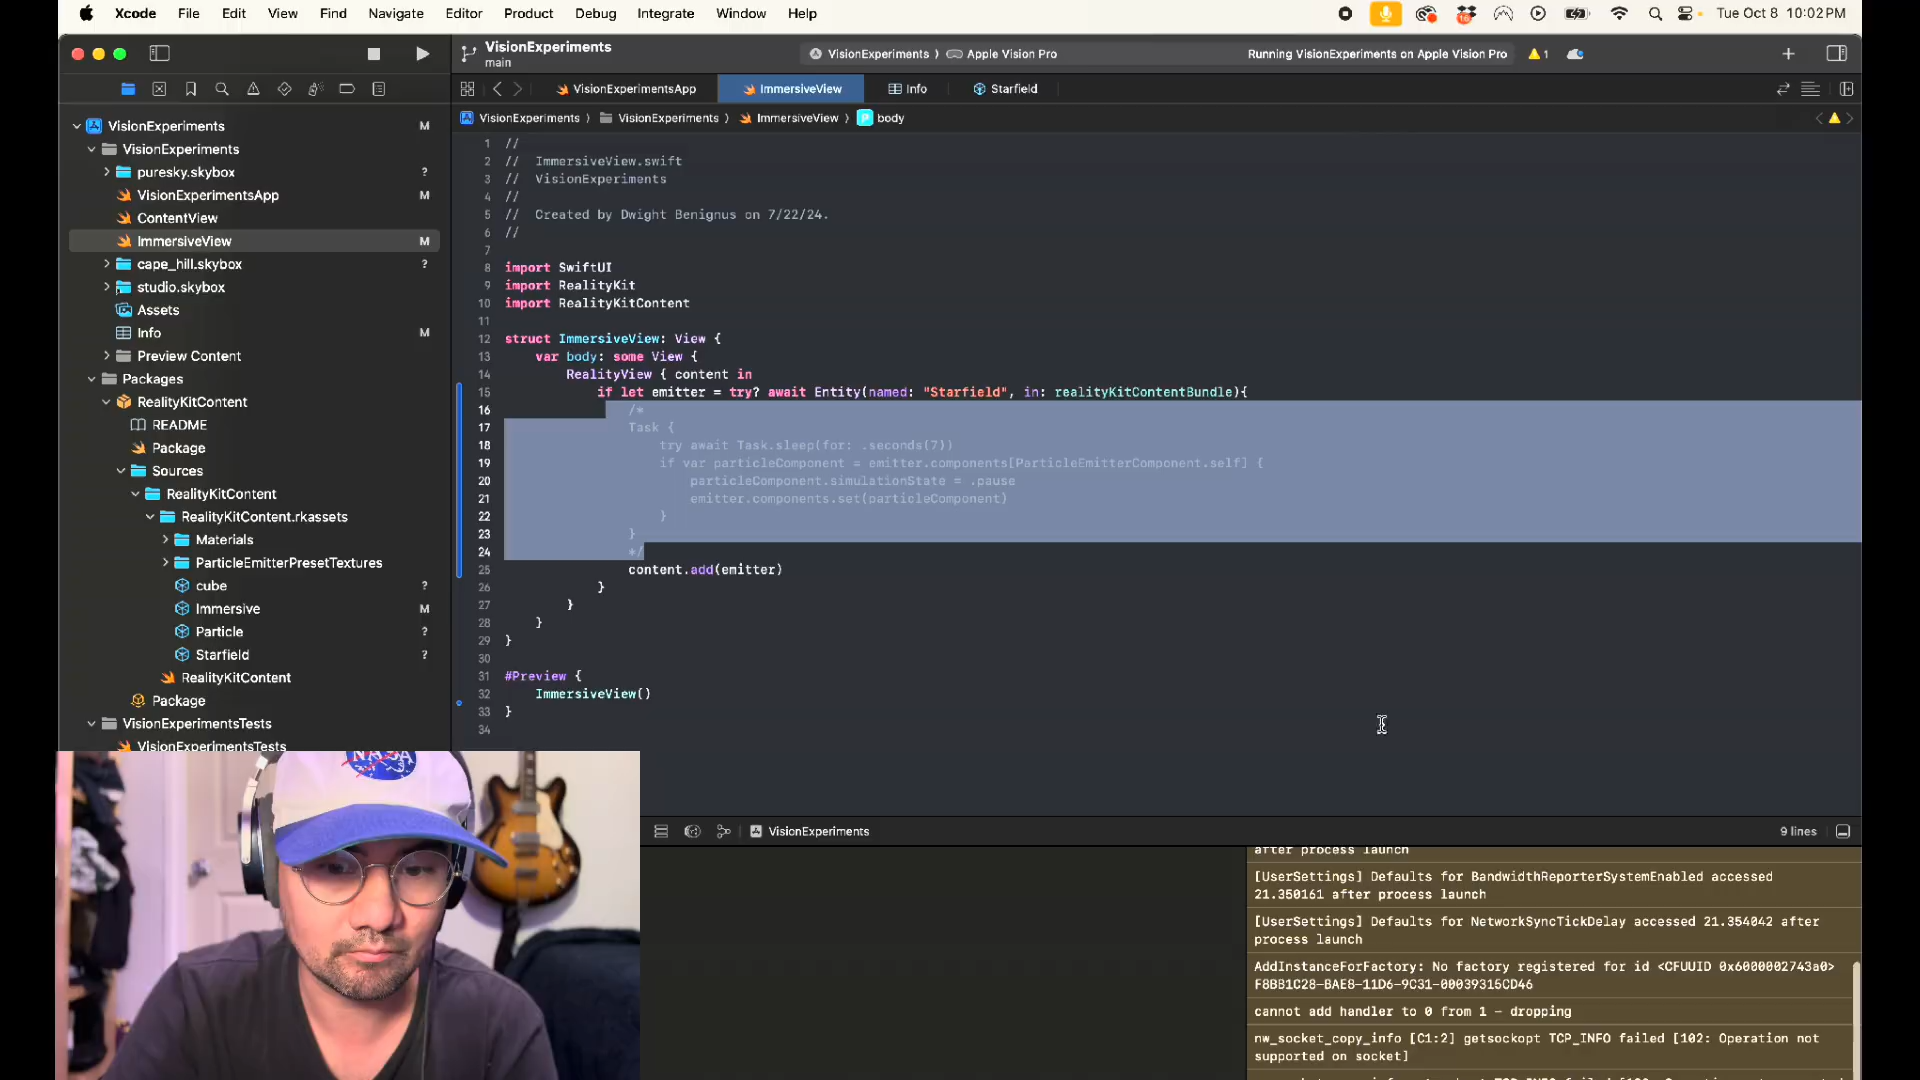 Xcode File Edit View Find Navigate Editor Product Debug Integrate Window Help
16
Tue Oct 8 10:02 PM
VisionExperiments
main
VisionExperiments ⟩ Apple Vision Pro
Running VisionExperiments on Apple Vision Pro
1
VisionExperimentsApp ImmersiveView Info Starfield
VisionExperiments ⟩ VisionExperiments ⟩ ImmersiveView ⟩ body
VisionExperiments M
VisionExperiments
puresky.skybox ?
VisionExperimentsApp M
ContentView
ImmersiveView M
cape_hill.skybox ?
studio.skybox
Assets
Info M
Preview Content
Packages
RealityKitContent
README
Package
Sources
RealityKitContent
RealityKitContent.rkassets
Materials
ParticleEmitterPresetTextures
cube ?
Immersive M
Particle ?
Starfield ?
RealityKitContent
Package
VisionExperimentsTests
VisionExperimentsTests
1 //
2 //  ImmersiveView.swift
3 //  VisionExperiments
4 //
5 //  Created by Dwight Benignus on 7/22/24.
6 //
7
8 import SwiftUI
9 import RealityKit
10 import RealityKitContent
11
12 struct ImmersiveView: View {
13     var body: some View {
14         RealityView { content in
15             if let emitter = try? await Entity(named: "Starfield", in: realityKitContentBundle){
16                 /*
17                 Task {
18                     try await Task.sleep(for: .seconds(7))
19                     if var particleComponent = emitter.components[ParticleEmitterComponent.self] {
20                         particleComponent.simulationState = .pause
21                         emitter.components.set(particleComponent)
22                     }
23                 }
24                 */
25                 content.add(emitter)
26             }
27         }
28     }
29 }
30
31 #Preview {
32     ImmersiveView()
33 }
34
NASA
VisionExperiments
9 lines
after process launch
[UserSettings] Defaults for BandwidthReporterSystemEnabled accessed
21.350161 after process launch
[UserSettings] Defaults for NetworkSyncTickDelay accessed 21.354042 after
process launch
AddInstanceForFactory: No factory registered for id <CFUUID 0x6000002743a0>
F8BB1C28-BAE8-11D6-9C31-00039315CD46
cannot add handler to 0 from 1 - dropping
nw_socket_copy_info [C1:2] getsockopt TCP_INFO failed [102: Operation not
supported on socket]